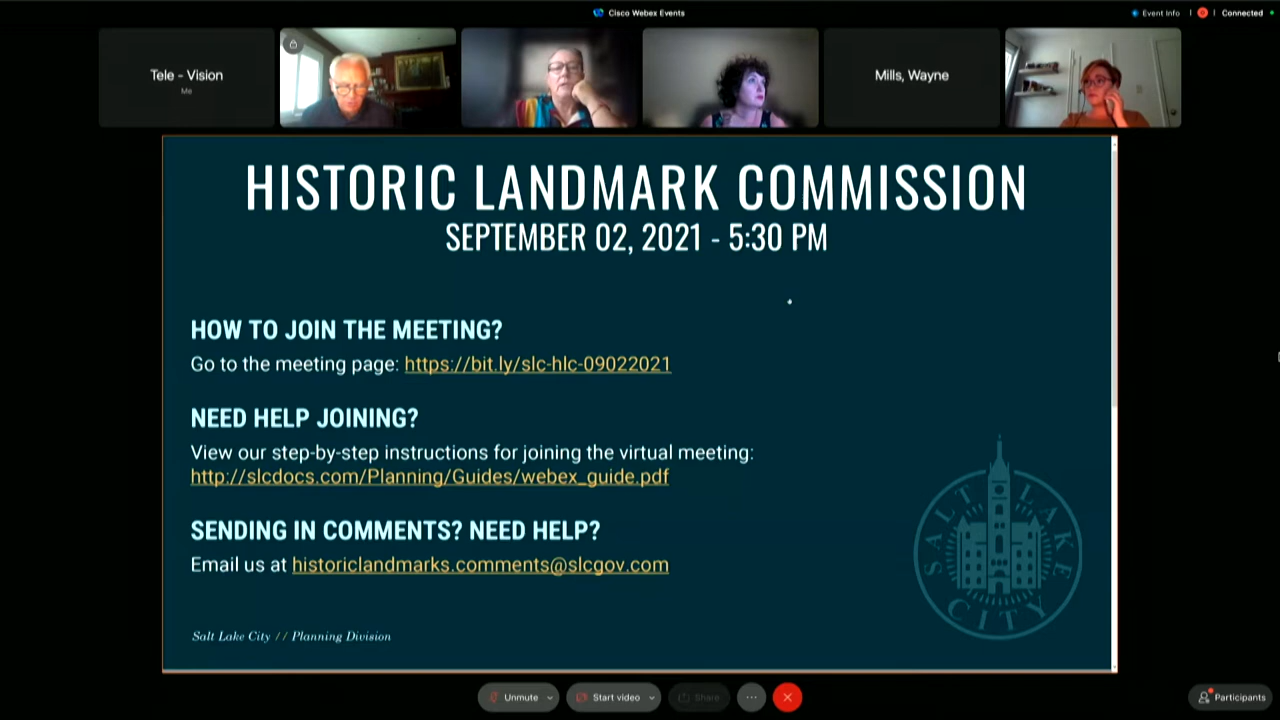 Cisco Webex Events
Event Info
Connected
Tele - Vision
Me
Mills, Wayne
HISTORIC LANDMARK COMMISSION
SEPTEMBER 02, 2021 - 5:30 PM
HOW TO JOIN THE MEETING?
Go to the meeting page: https://bit.ly/slc-hlc-09022021
NEED HELP JOINING?
View our step-by-step instructions for joining the virtual meeting:
http://slcdocs.com/Planning/Guides/webex_guide.pdf
SENDING IN COMMENTS? NEED HELP?
Email us at historiclandmarks.comments@slcgov.com
SALT LAKE
CITY
Salt Lake City // Planning Division
Unmute
Start video
Share
Participants